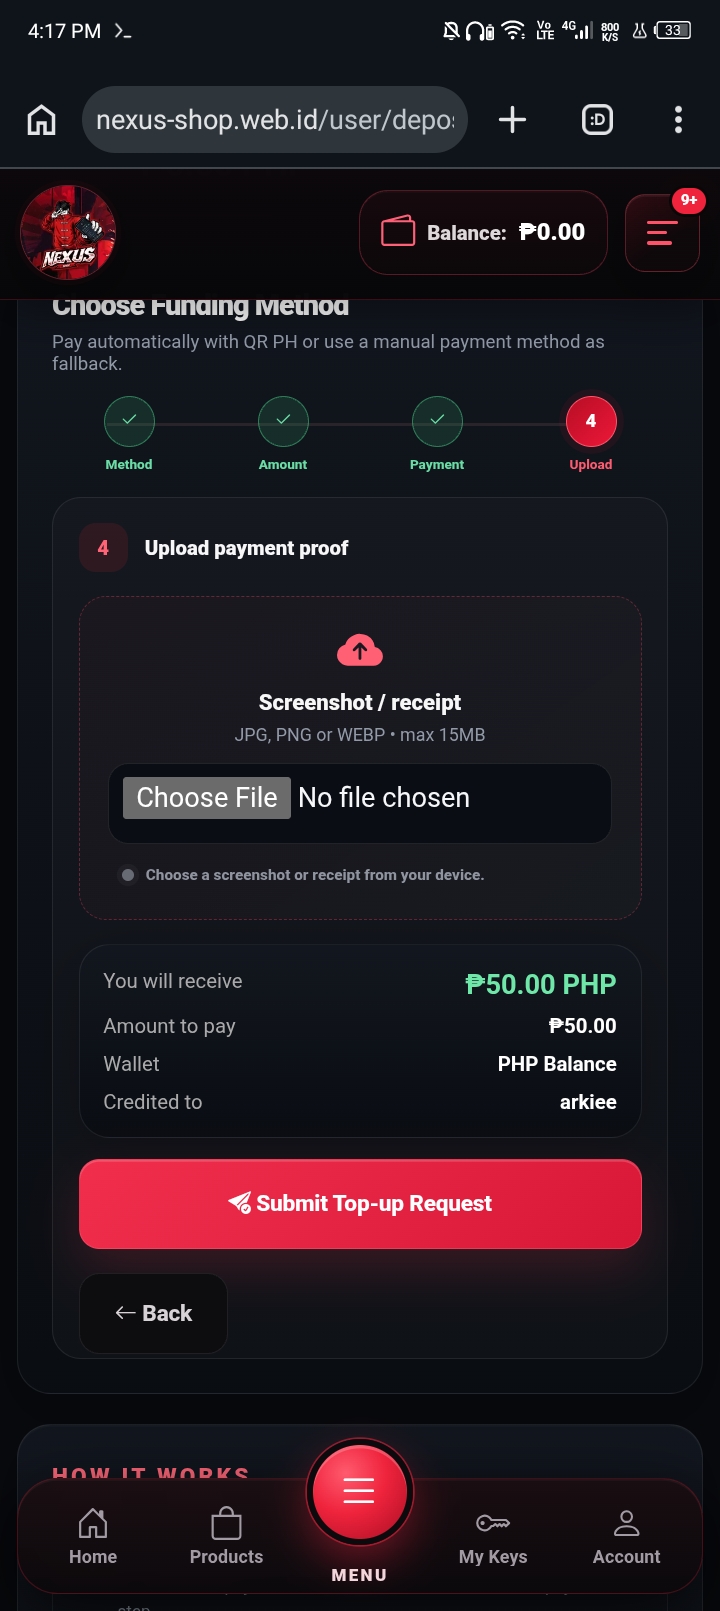 4:17 PM
Vo
LTE
4G
800
K/S
33
nexus-shop.web.id/user/depo
:D
NEXUS
Balance: ₱0.00
9+
Choose Funding Method
Pay automatically with QR PH or use a manual payment method as
fallback.
4
Method Amount Payment Upload
4 Upload payment proof
Screenshot / receipt
JPG, PNG or WEBP • max 15MB
Choose File No file chosen
Choose a screenshot or receipt from your device.
You will receive ₱50.00 PHP
Amount to pay ₱50.00
Wallet PHP Balance
Credited to arkiee
Submit Top-up Request
← Back
HOW IT WORKS
Home Products MENU My Keys Account